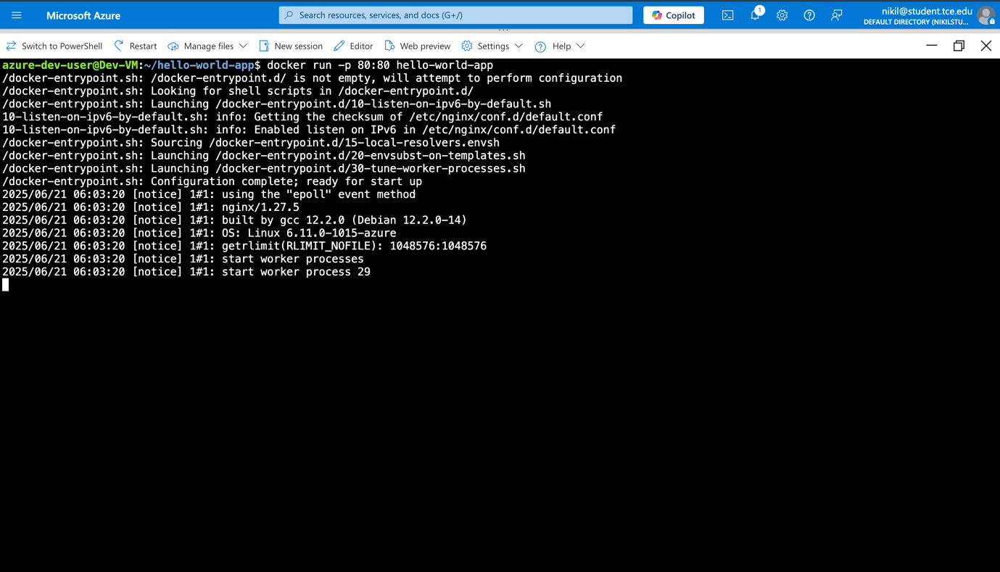 Microsoft Azure
Search resources, services, and docs (G+/)
Copilot
1
nikil@student.tce.edu
DEFAULT DIRECTORY (NIKILSTU...
Switch to PowerShell Restart Manage files New session Editor Web preview Settings Help
azure-dev-user@Dev-VM:~/hello-world-app$ docker run -p 80:80 hello-world-app
/docker-entrypoint.sh: /docker-entrypoint.d/ is not empty, will attempt to perform configuration
/docker-entrypoint.sh: Looking for shell scripts in /docker-entrypoint.d/
/docker-entrypoint.sh: Launching /docker-entrypoint.d/10-listen-on-ipv6-by-default.sh
10-listen-on-ipv6-by-default.sh: info: Getting the checksum of /etc/nginx/conf.d/default.conf
10-listen-on-ipv6-by-default.sh: info: Enabled listen on IPv6 in /etc/nginx/conf.d/default.conf
/docker-entrypoint.sh: Sourcing /docker-entrypoint.d/15-local-resolvers.envsh
/docker-entrypoint.sh: Launching /docker-entrypoint.d/20-envsubst-on-templates.sh
/docker-entrypoint.sh: Launching /docker-entrypoint.d/30-tune-worker-processes.sh
/docker-entrypoint.sh: Configuration complete; ready for start up
2025/06/21 06:03:20 [notice] 1#1: using the "epoll" event method
2025/06/21 06:03:20 [notice] 1#1: nginx/1.27.5
2025/06/21 06:03:20 [notice] 1#1: built by gcc 12.2.0 (Debian 12.2.0-14)
2025/06/21 06:03:20 [notice] 1#1: OS: Linux 6.11.0-1015-azure
2025/06/21 06:03:20 [notice] 1#1: getrlimit(RLIMIT_NOFILE): 1048576:1048576
2025/06/21 06:03:20 [notice] 1#1: start worker processes
2025/06/21 06:03:20 [notice] 1#1: start worker process 29